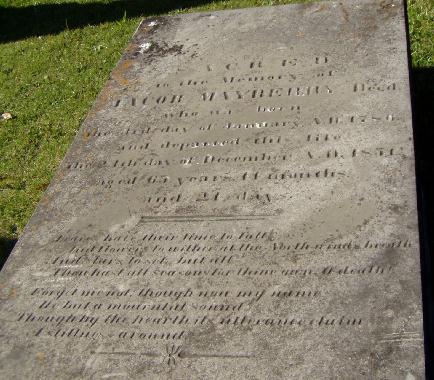 SACRED
to the Memory of
JACOB MAYBERRY Decd
who was born
the first day of January A.D. 1786
and departed this life
the 24th day of December A.D. 1851
aged 65 years 11 months
and 24 days
Leaves have their time to fall
And flowers to wither at the North winds breath
And stars to set, but all
Thou hast all seasons for thine own, O death!
Forget me not, though now my name
Be but a mournful sound
Though by the hearth its utterance claim
A stillness around